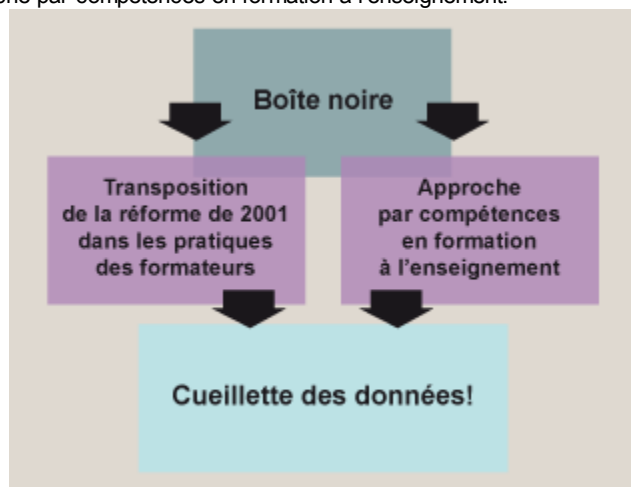 par compétences en formation à l'enseignement.
Boîte noire
Transposition
de la réforme de 2001
dans les pratiques
des formateurs
Approche
par compétences
en formation
à l'enseignement
Cueillette des données!